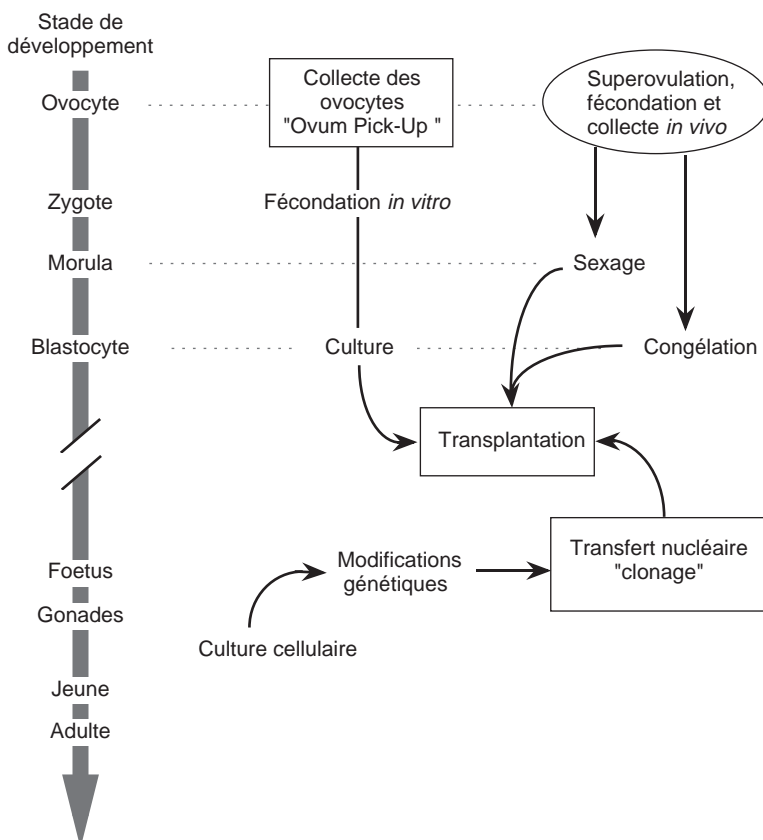 Stade de
développement
Ovocyte
Collecte des
ovocytes
"Ovum Pick-Up "
Superovulation,
fécondation et
collecte in vivo
Zygote
Fécondation in vitro
Morula
Sexage
Blastocyte
Culture
Congélation
Transplantation
Foetus
Gonades
Modifications
génétiques
Transfert nucléaire
"clonage"
Culture cellulaire
Jeune
Adulte